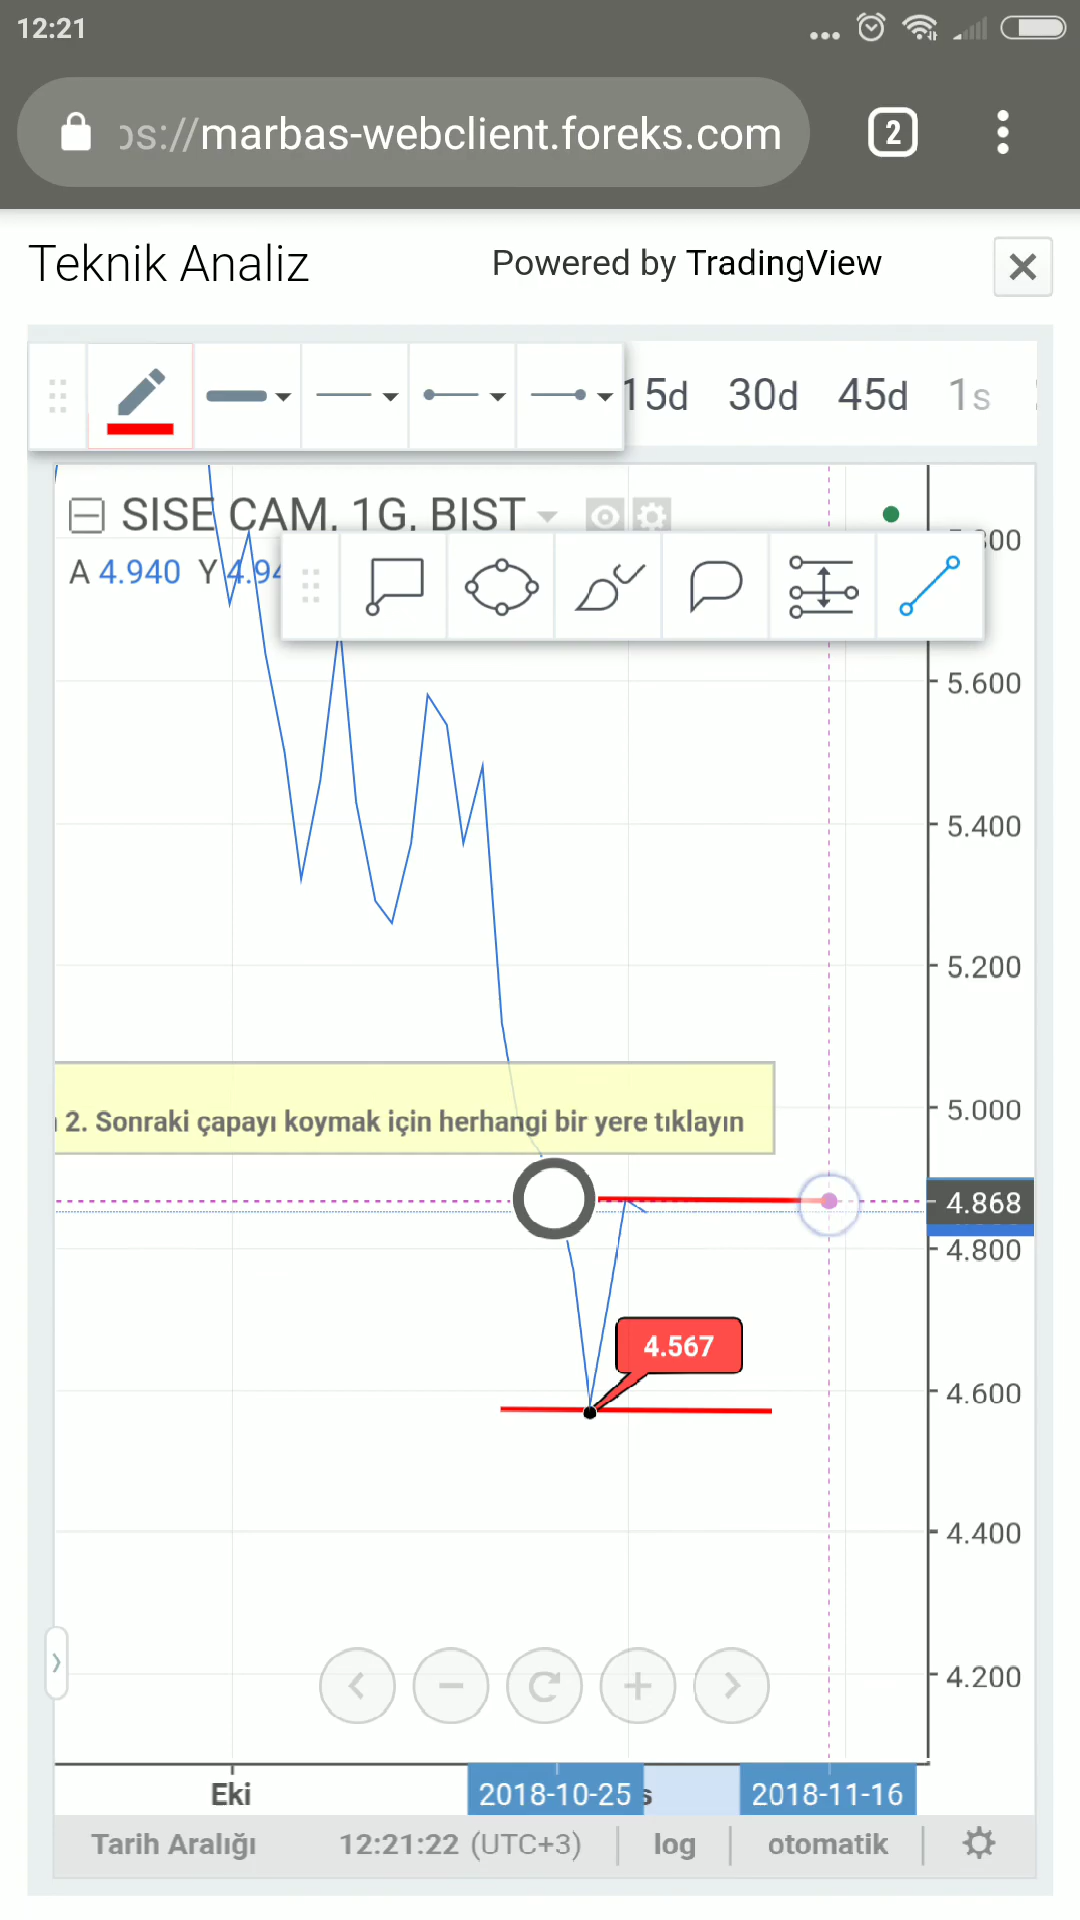 12:21
ps://marbas-webclient.foreks.com
2
Teknik Analiz
Powered by TradingView
15d 30d 45d 1s
SISE CAM, 1G, BIST
A 4.940 Y 4.94
5.600
5.400
5.200
2. Sonraki çapayı koymak için herhangi bir yere tıklayın
5.000
4.868
4.800
4.567
4.600
4.400
4.200
Eki
2018-10-25
s
2018-11-16
Tarih Aralığı
12:21:22 (UTC+3)
log
otomatik